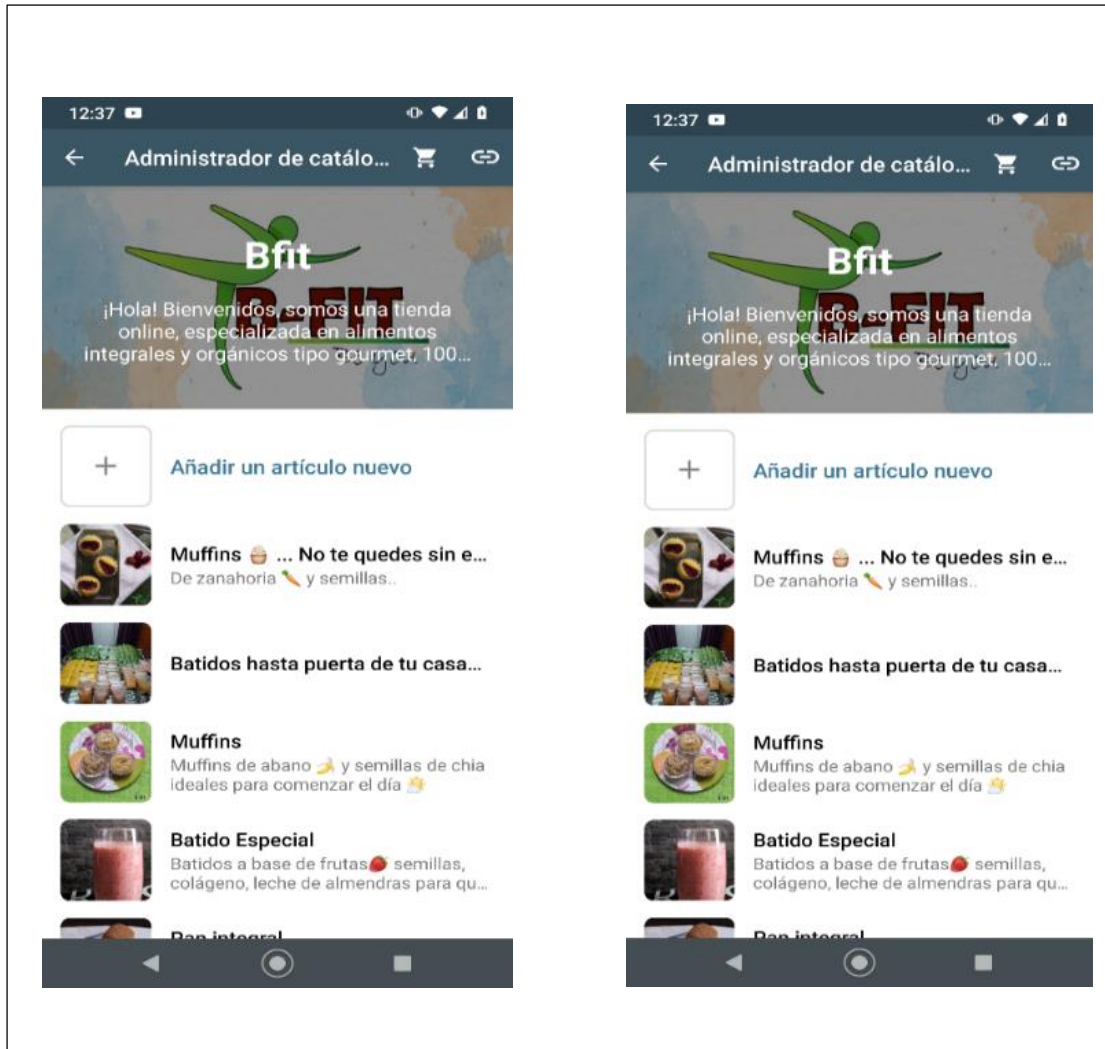 12:37
Administrador de catálo...
Bfit
B-FIT
¡Hola! Bienvenidos, somos una tienda
online, especializada en alimentos
integrales y orgánicos tipo gourmet, 100...
Añadir un artículo nuevo
Muffins 🧁 ... No te quedes sin e...
De zanahoria 🥕 y semillas..
Batidos hasta puerta de tu casa...
Muffins
Muffins de abano 🍌 y semillas de chia
ideales para comenzar el día 🌤️
Batido Especial
Batidos a base de frutas🍓 semillas,
colágeno, leche de almendras para qu...
Pan integral
12:37
Administrador de catálo...
Bfit
B-FIT
¡Hola! Bienvenidos, somos una tienda
online, especializada en alimentos
integrales y orgánicos tipo gourmet, 100...
Añadir un artículo nuevo
Muffins 🧁 ... No te quedes sin e...
De zanahoria 🥕 y semillas..
Batidos hasta puerta de tu casa...
Muffins
Muffins de abano 🍌 y semillas de chia
ideales para comenzar el día 🌤️
Batido Especial
Batidos a base de frutas🍓 semillas,
colágeno, leche de almendras para qu...
Pan integral